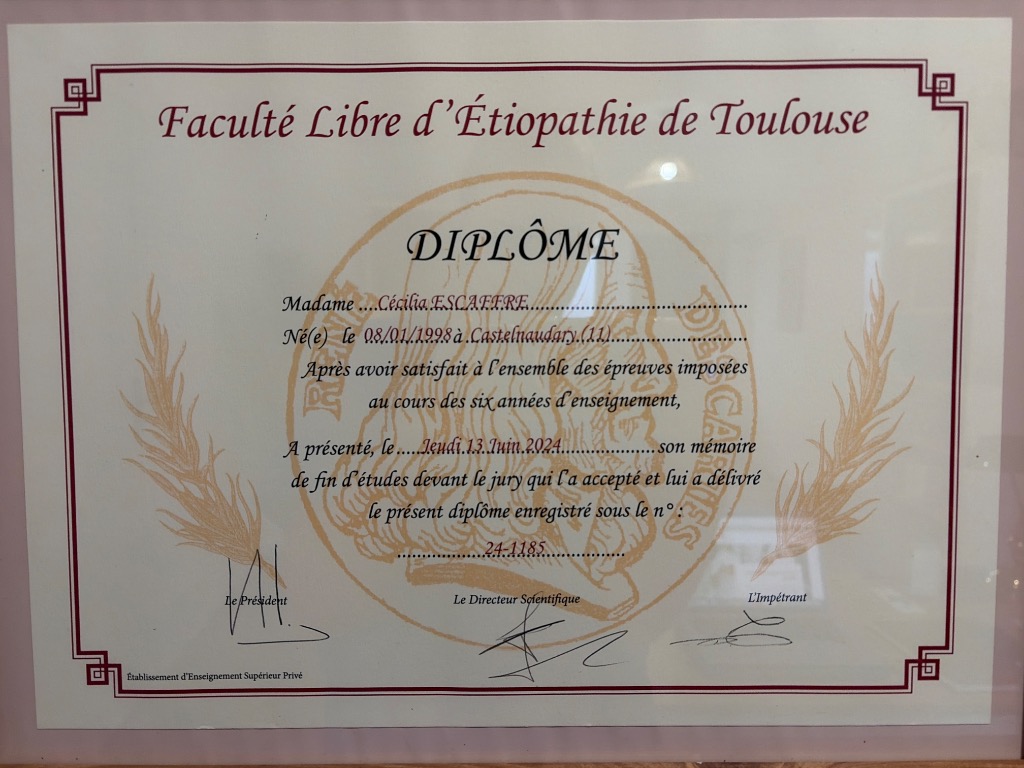 Faculté Libre d'Étiopathie de Toulouse
DIPLÔME
Madame ....Cécilia ESCAFFRE..........
Né(e) le 08/01/1998 à Castelnaudary (11)..........
Après avoir satisfait à l'ensemble des épreuves imposées
au cours des six années d'enseignement,
A présenté, le .....Jeudi 13 Juin 2024.......... son mémoire
de fin d'études devant le jury qui l'a accepté et lui a délivré
le présent diplôme enregistré sous le n° :
..........24-1185..........
RENÉ DESCARTES
Le Président
Le Directeur Scientifique
L'Impétrant
Établissement d'Enseignement Supérieur Privé